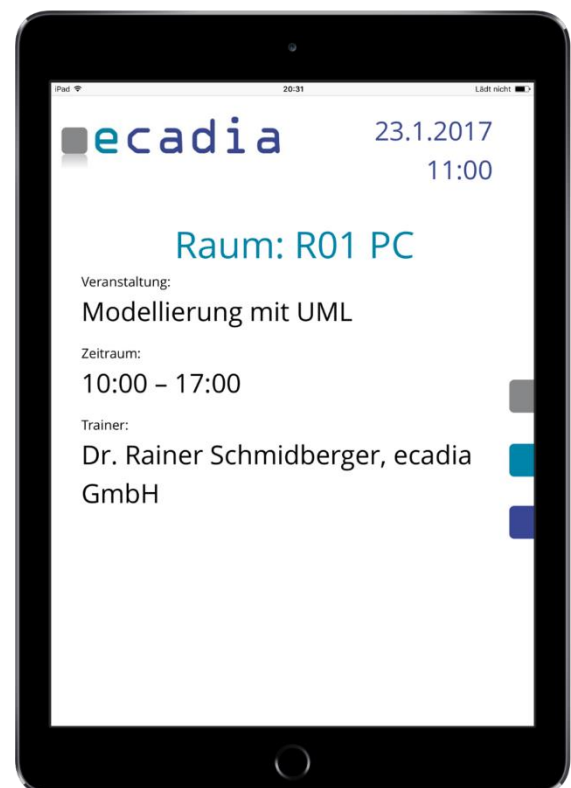 iPad 20:31 Lädt nicht
ecadia 23.1.2017
11:00
Raum: R01 PC
Veranstaltung:
Modellierung mit UML
Zeitraum:
10:00 – 17:00
Trainer:
Dr. Rainer Schmidberger, ecadia
GmbH